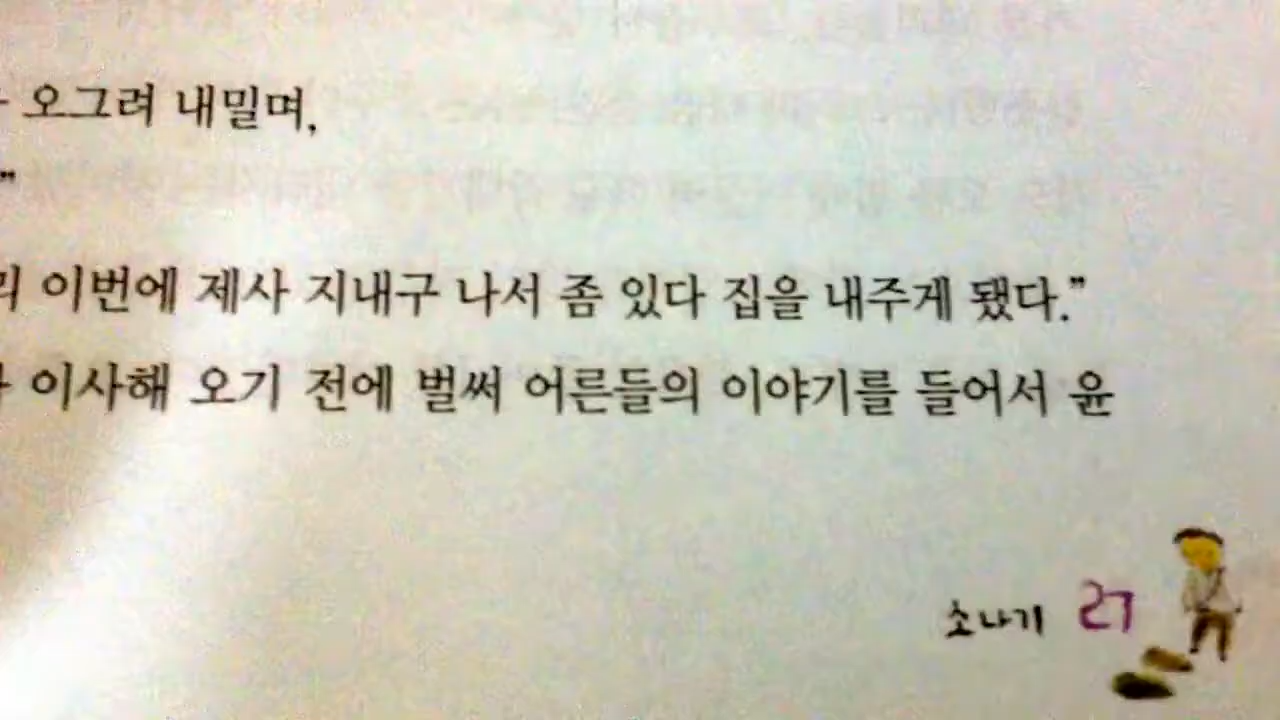 오그려 내밀며,
”
이번에 제사 지내구 나서 좀 있다 집을 내주게 됐다.”
이사해 오기 전에 벌써 어른들의 이야기를 들어서 윤
소나기 27